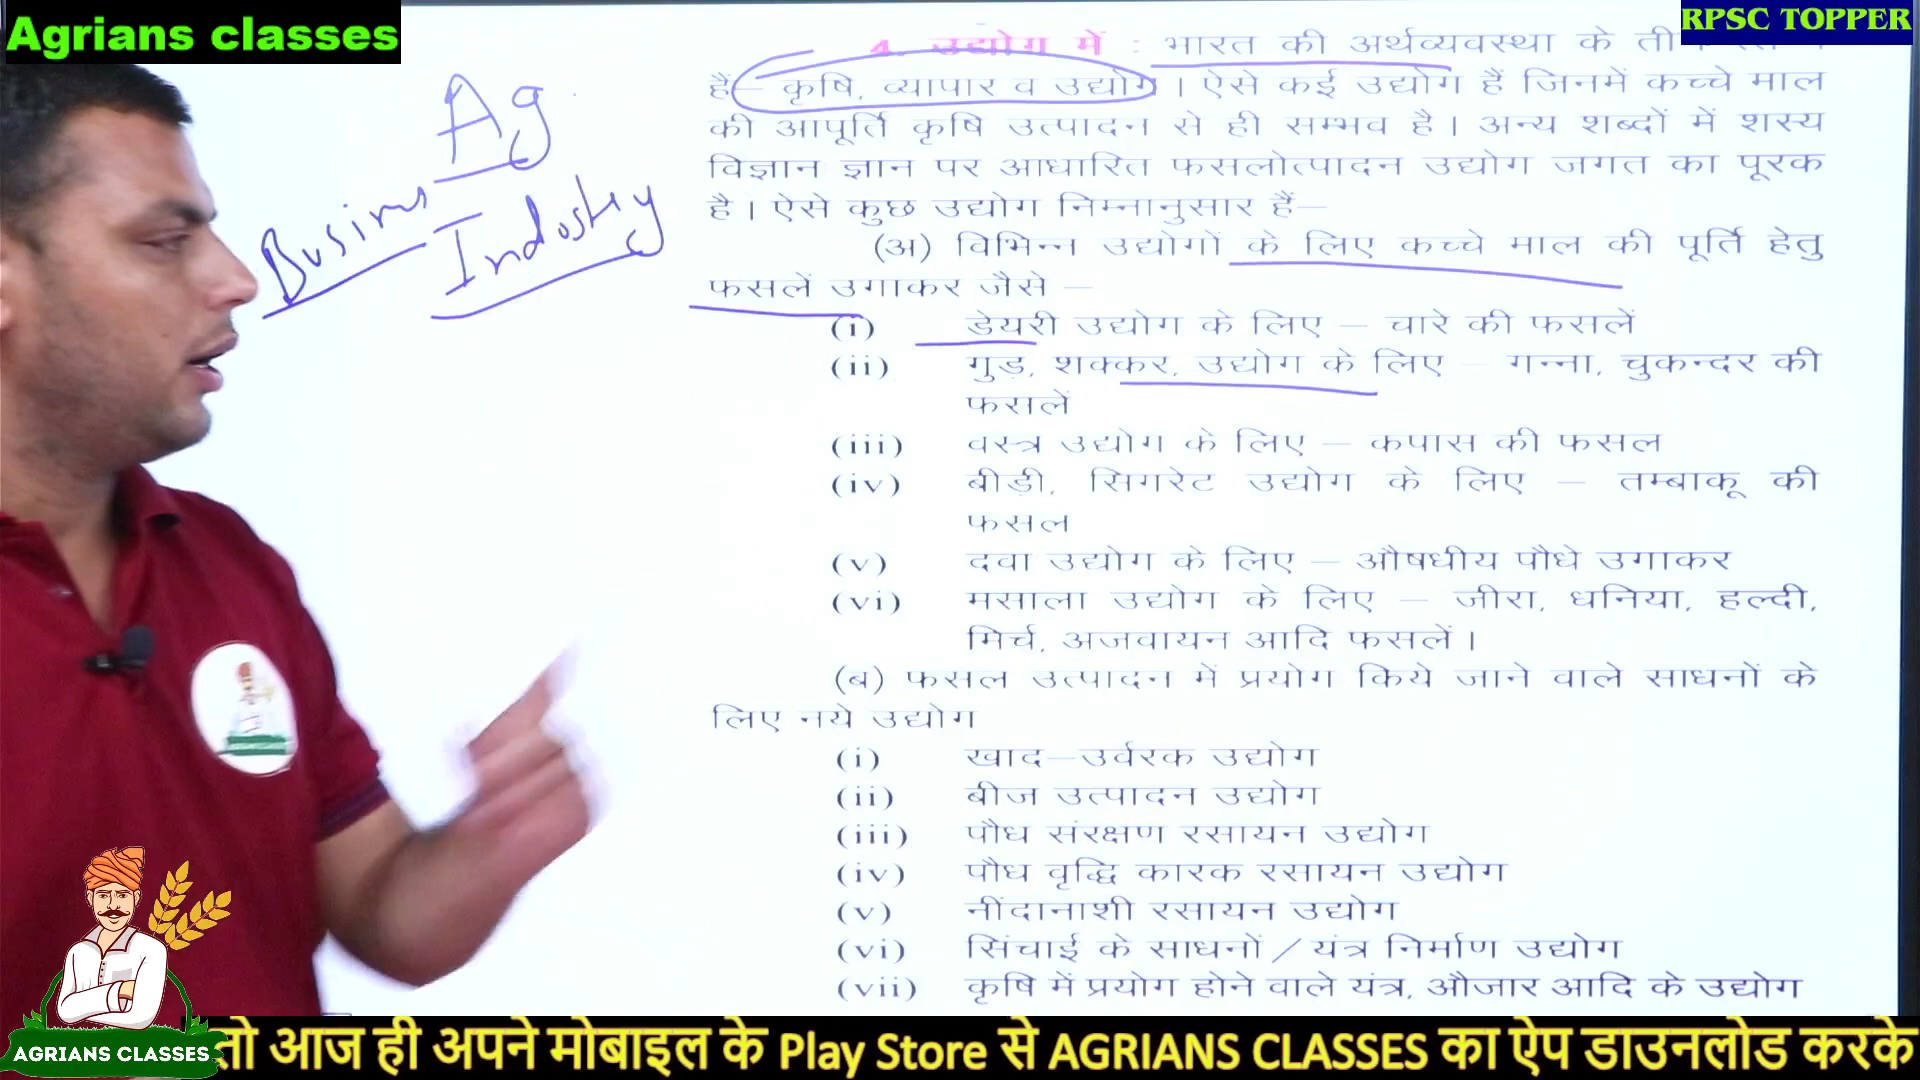 Agrians classes
RPSC TOPPER
4. उद्योग में : भारत की अर्थव्यवस्था के
हैं– कृषि, व्यापार व उद्योग। ऐसे कई उद्योग हैं जिनमें कच्चे माल
की आपूर्ति कृषि उत्पादन से ही सम्भव है। अन्य शब्दों में शस्य
विज्ञान ज्ञान पर आधारित फसलोत्पादन उद्योग जगत का पूरक
है। ऐसे कुछ उद्योग निम्नानुसार हैं–
(अ) विभिन्न उद्योगों के लिए कच्चे माल की पूर्ति हेतु
फसलें उगाकर जैसे –
(i) डेयरी उद्योग के लिए – चारे की फसलें
(ii) गुड़, शक्कर, उद्योग के लिए – गन्ना, चुकन्दर की
फसलें
(iii) वस्त्र उद्योग के लिए – कपास की फसल
(iv) बीड़ी, सिगरेट उद्योग के लिए – तम्बाकू की
फसल
(v) दवा उद्योग के लिए – औषधीय पौधे उगाकर
(vi) मसाला उद्योग के लिए – जीरा, धनिया, हल्दी,
मिर्च, अजवायन आदि फसलें।
(ब) फसल उत्पादन में प्रयोग किये जाने वाले साधनों के
लिए नये उद्योग
(i) खाद–उर्वरक उद्योग
(ii) बीज उत्पादन उद्योग
(iii) पौध संरक्षण रसायन उद्योग
(iv) पौध वृद्धि कारक रसायन उद्योग
(v) नींदानाशी रसायन उद्योग
(vi) सिंचाई के साधनों / यंत्र निर्माण उद्योग
(vii) कृषि में प्रयोग होने वाले यंत्र, औजार आदि के उद्योग
Ag
Industry
AGRIANS CLASSES
तो आज ही अपने मोबाइल के Play Store से AGRIANS CLASSES का ऐप डाउनलोड करके